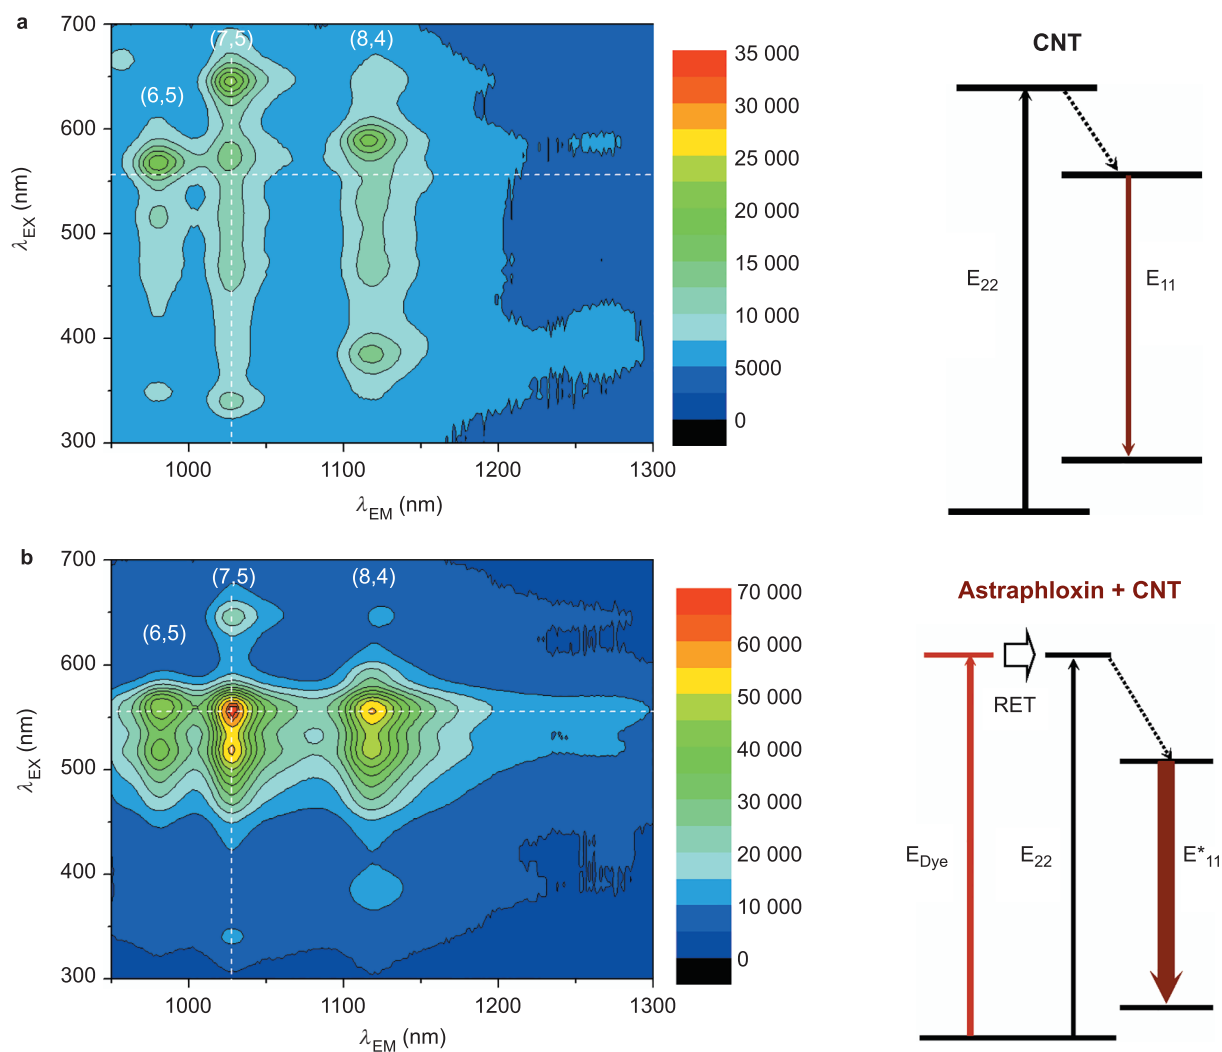 a
700
600
500
400
300
λEX (nm)
(6,5)
(7,5)
(8,4)
1000
1100
1200
1300
λEM (nm)
35 000
30 000
25 000
20 000
15 000
10 000
5000
0
CNT
E22
E11
b
700
600
500
400
300
λEX (nm)
(6,5)
(7,5)
(8,4)
1000
1100
1200
1300
λEM (nm)
70 000
60 000
50 000
40 000
30 000
20 000
10 000
0
Astraphloxin + CNT
RET
EDye
E22
E*11